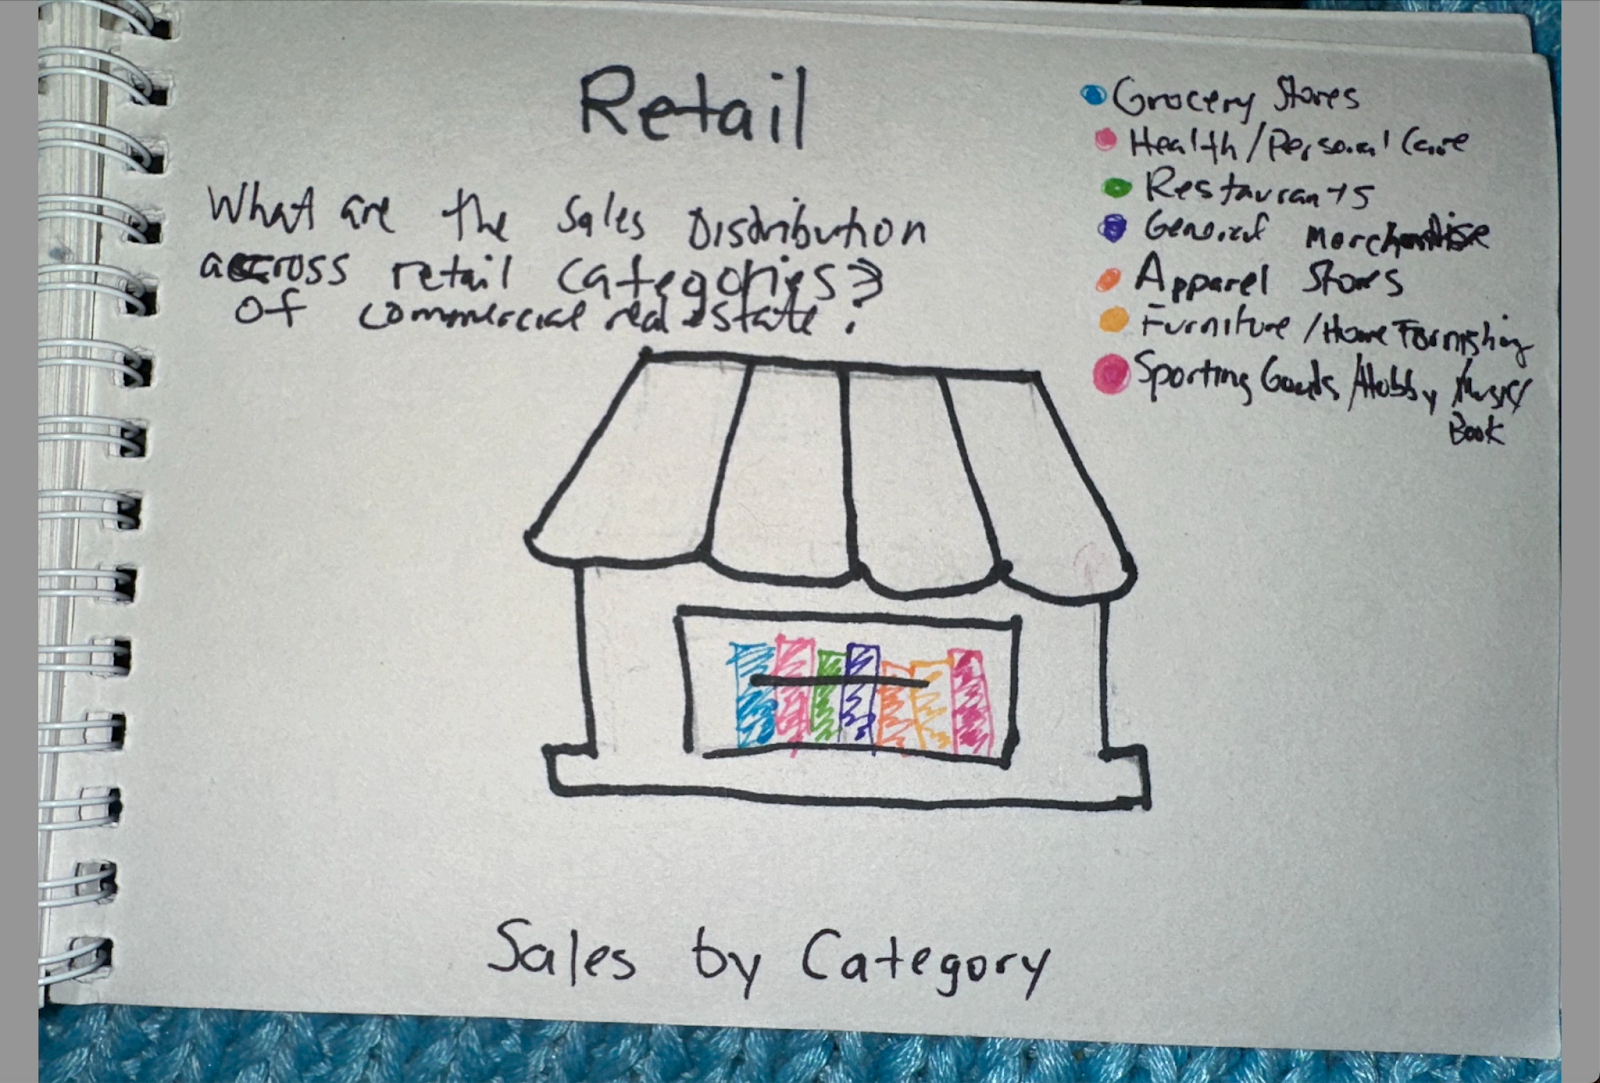 Retail
What are the Sales Distribution
across retail categories?
of commercial real estate?
Grocery Stores
Health/Personal Care
Restaurants
General Merchandise
Apparel Stors
Furniture/Home Furnishing
Sporting Goods/Hobby/Music/
Book
Sales by Category